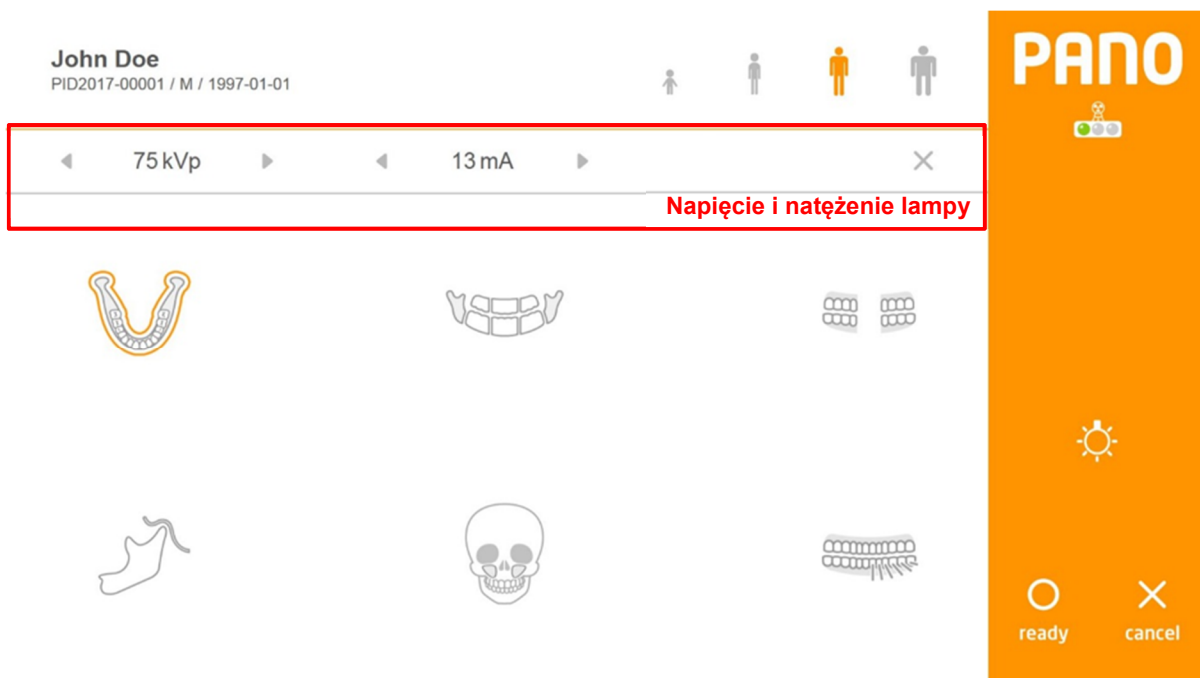 John Doe
PID2017-00001 / M / 1997-01-01
PANO
75 kVp
13 mA
Napięcie i natężenie lampy
ready
cancel